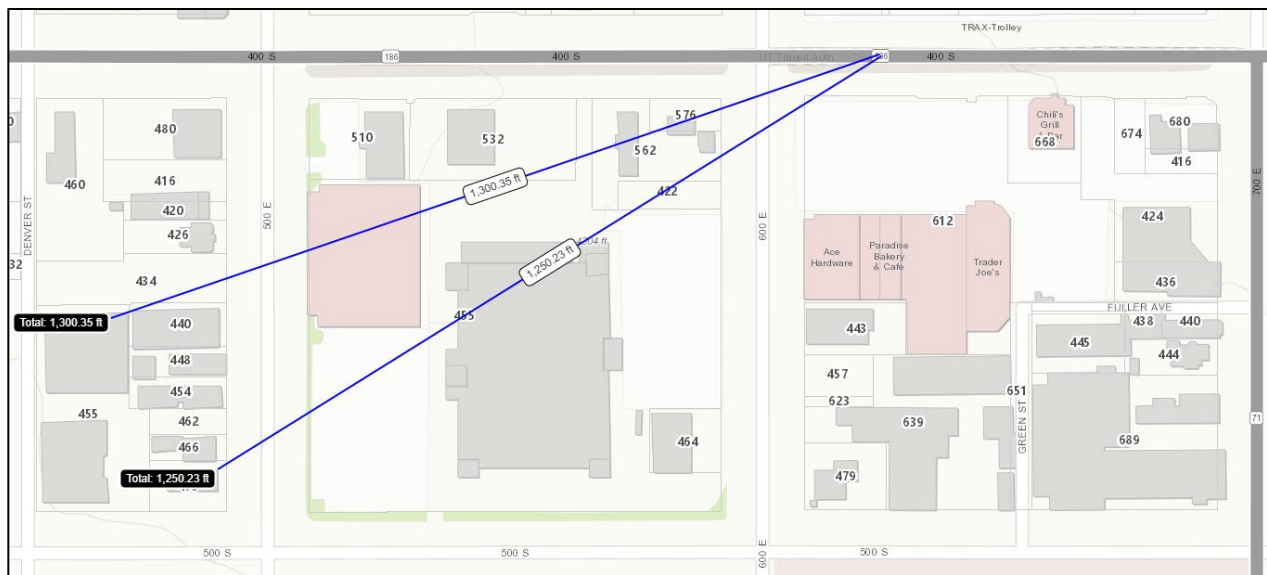 TRAX-Trolley
400 S
186
400 S
UT Transit Auth
400 S
480
510
532
576
562
Chili's
Grill
668
674
680
416
460
416
420
422
426
DENVER ST
500 E
600 E
700 E
1,300.35 ft
1,250.23 ft
612
424
434
Ace
Hardware
Paradise
Bakery
& Cafe
Trader
Joe's
436
FULLER AVE
Total: 1,300.35 ft
440
455
443
438
440
445
444
448
454
457
651
455
462
623
466
464
639
GREEN ST
689
71
Total: 1,250.23 ft
479
500 S
500 S
600 E
500 S